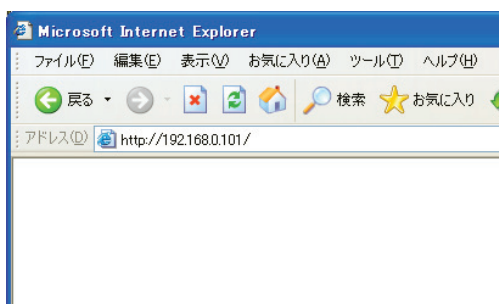 Microsoft Internet Explorer
ファイル(F) 編集(E) 表示(V) お気に入り(A) ツール(T) ヘルプ(H)
戻る 検索 お気に入り
アドレス(D) http://192.168.0.101/